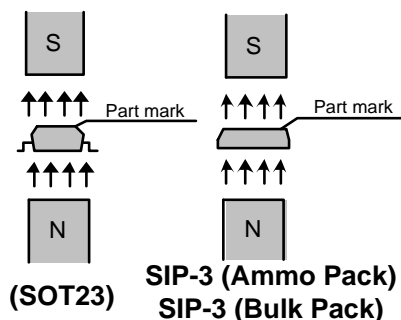 S
S
Part mark
Part mark
N
N
(SOT23)
SIP-3 (Ammo Pack)
SIP-3 (Bulk Pack)